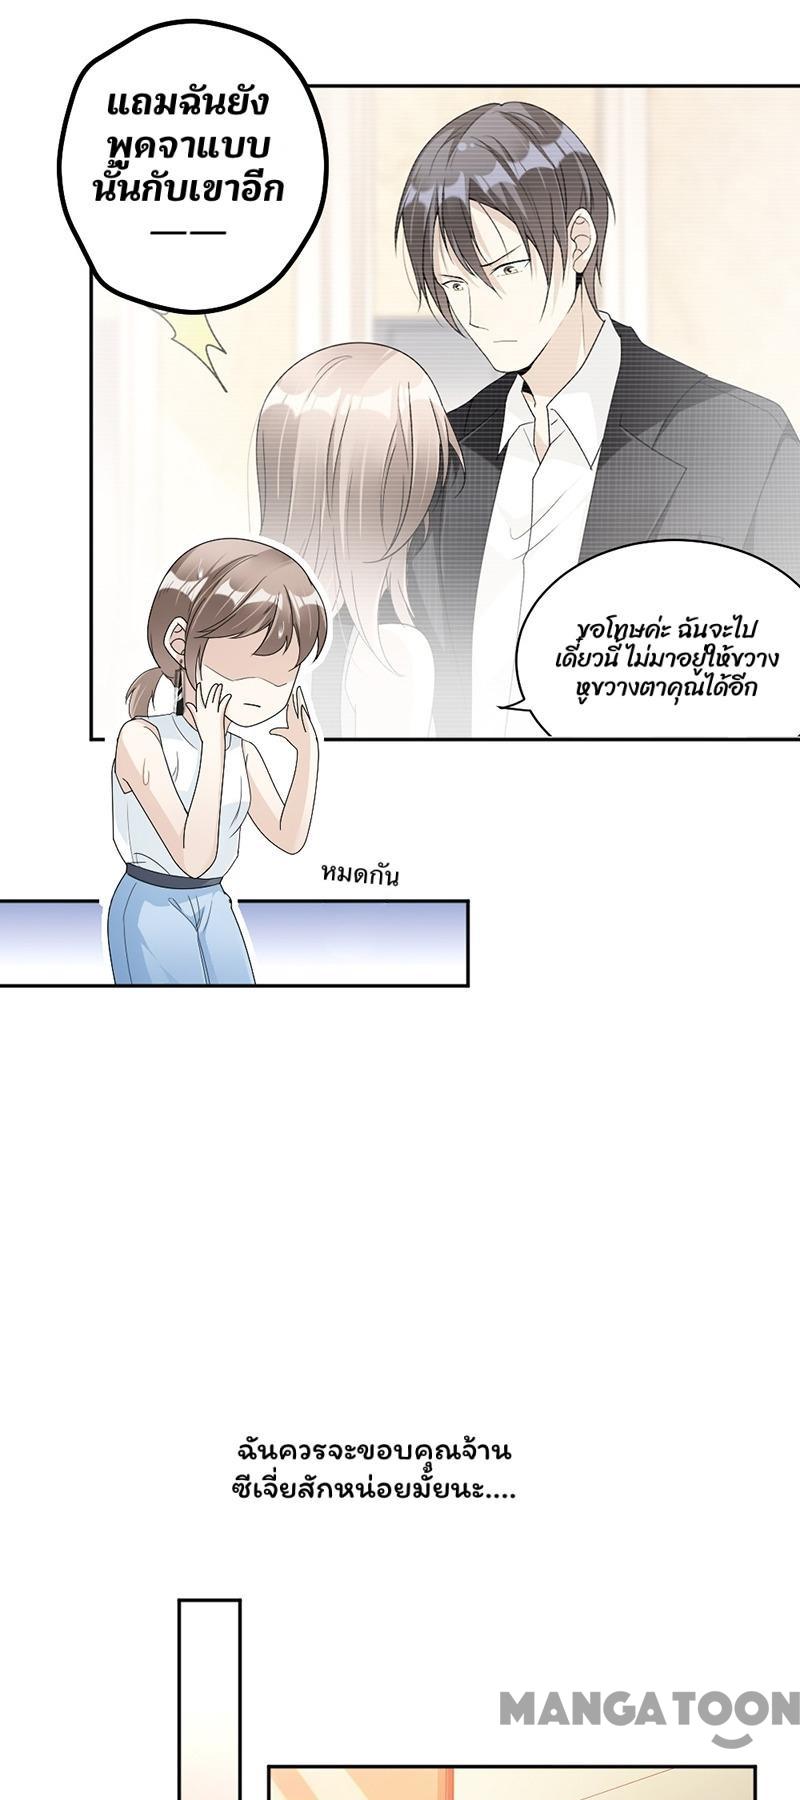 แถมฉันยัง
พูดจาแบบ
นั้นกับเขาอีก
——
ขอโทษค่ะ ฉันจะไป
เดี๋ยวนี้ ไม่มาอยู่ให้ขวาง
หูขวางตาคุณได้อีก
หมดกัน
ฉันควรจะขอบคุณจ้าน
ซีเจี่ยสักหน่อยมั้ยนะ....
MANGATOON